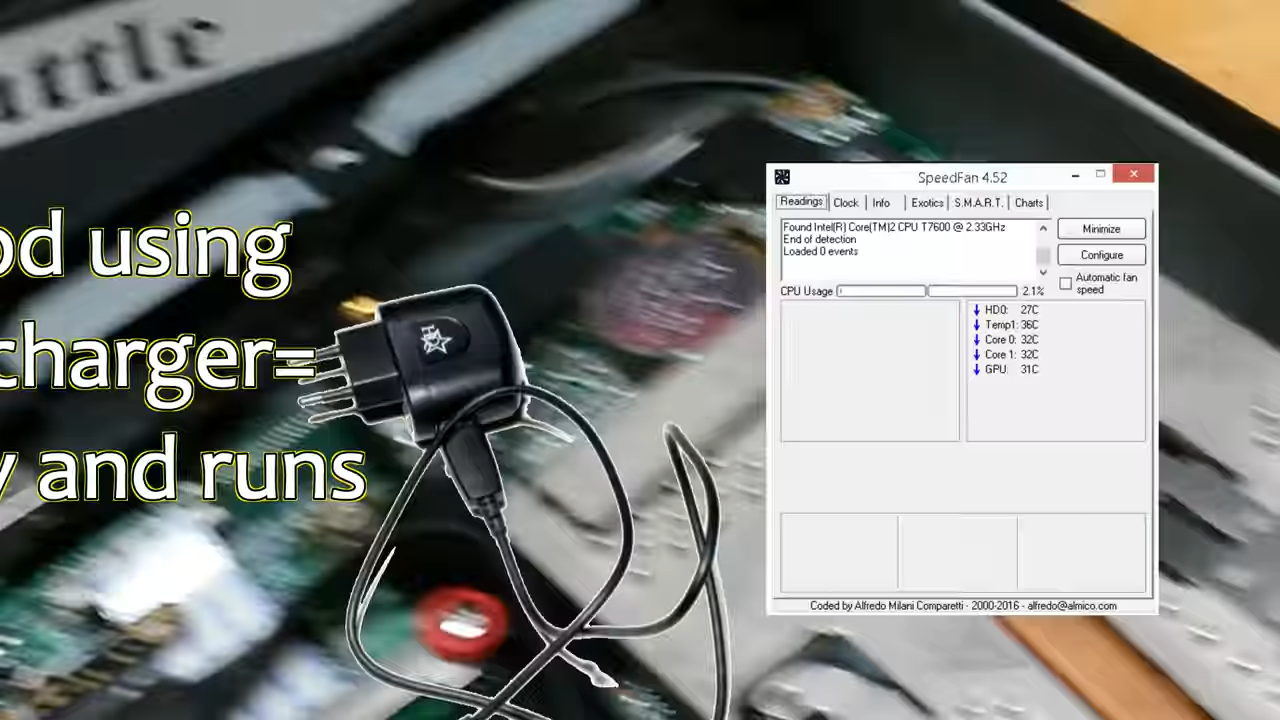 using
charger=
and runs
SpeedFan 4.52
Readings Clock Info Exotics S.M.A.R.T. Charts
Found Intel(R) Core(TM)2 CPU T7600 @ 2.33GHz
End of detection
Loaded 0 events
Minimize
Configure
Automatic fan
speed
CPU Usage 2.1%
HD0: 27C
Temp1: 36C
Core 0: 32C
Core 1: 32C
GPU: 31C
Coded by Alfredo Milani Comparetti - 2000-2016 - alfredo@almico.com